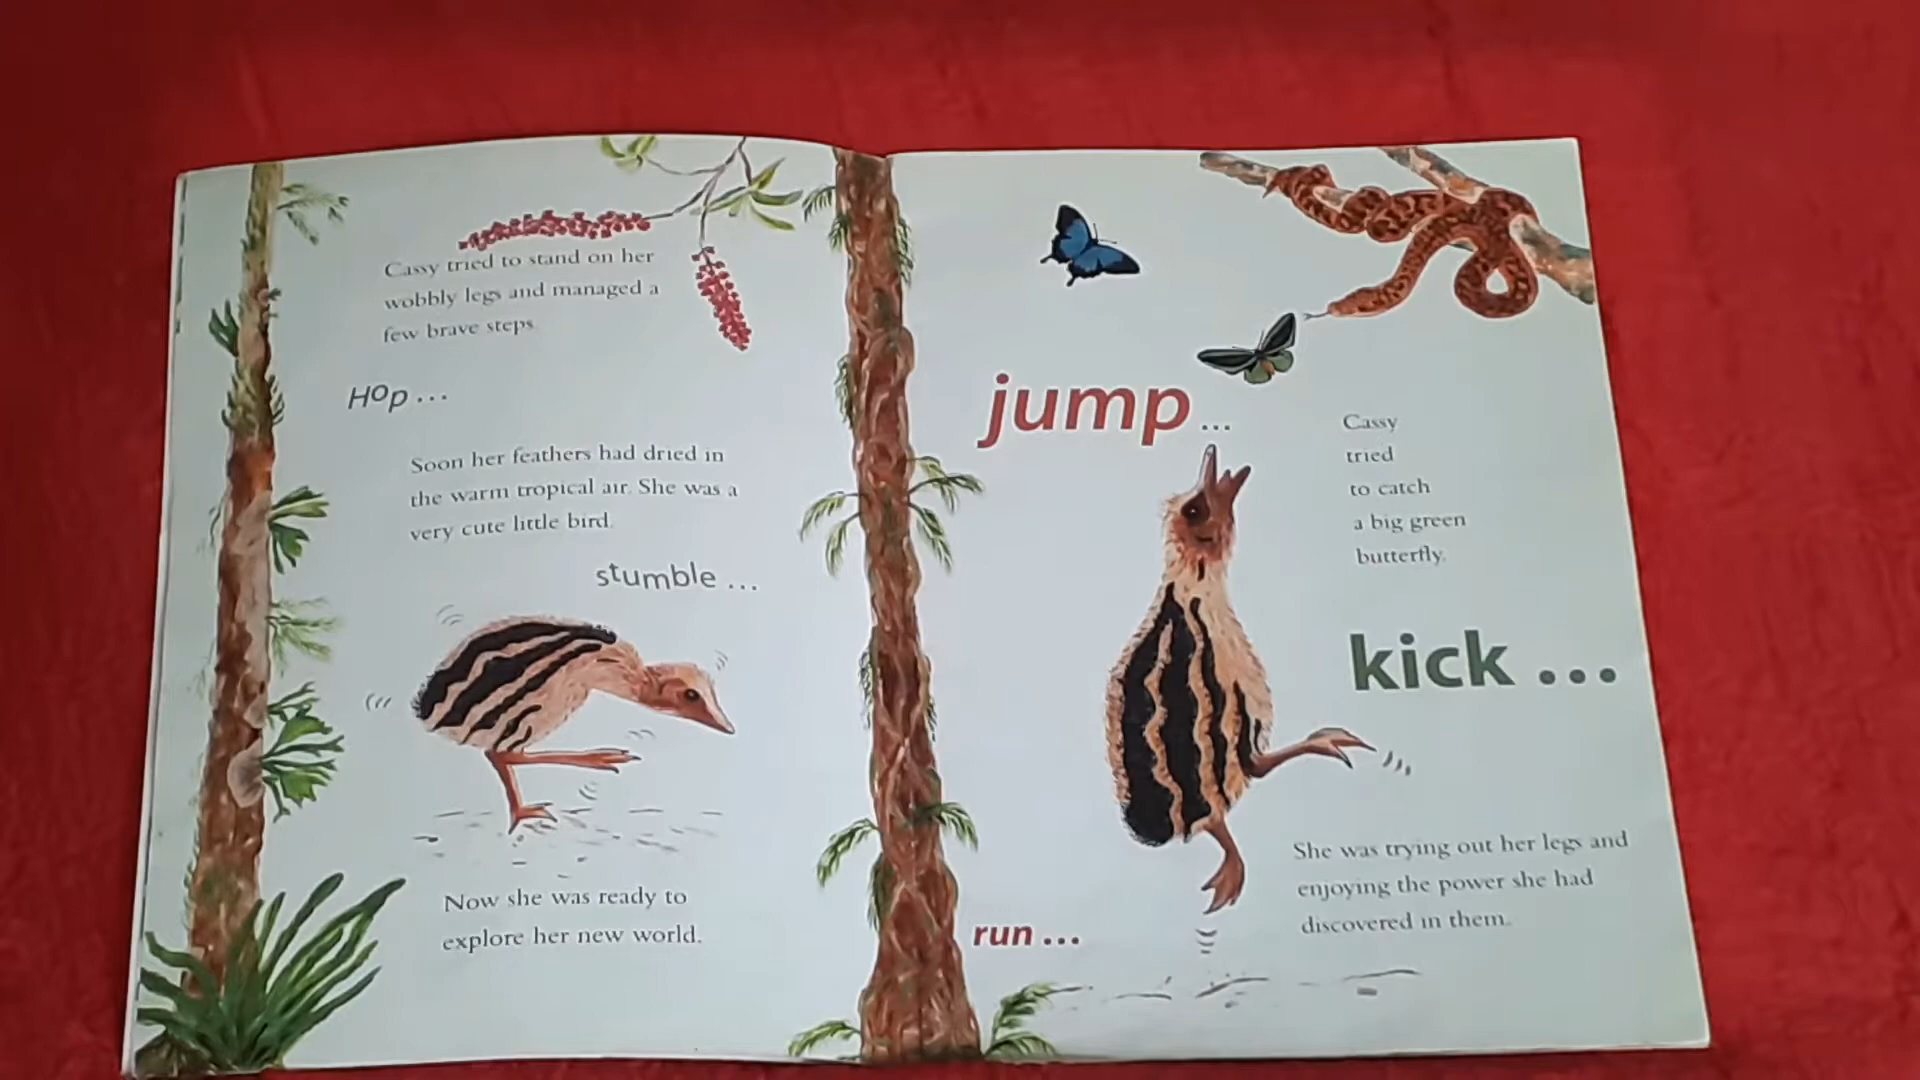 Cassy tried to stand on her
wobbly legs and managed a
few brave steps.
Hop ...
Soon her feathers had dried in
the warm tropical air. She was a
very cute little bird.
stumble ...
Now she was ready to
explore her new world.
jump ...
Cassy
tried
to catch
a big green
butterfly.
kick ...
She was trying out her legs and
enjoying the power she had
discovered in them.
run ...